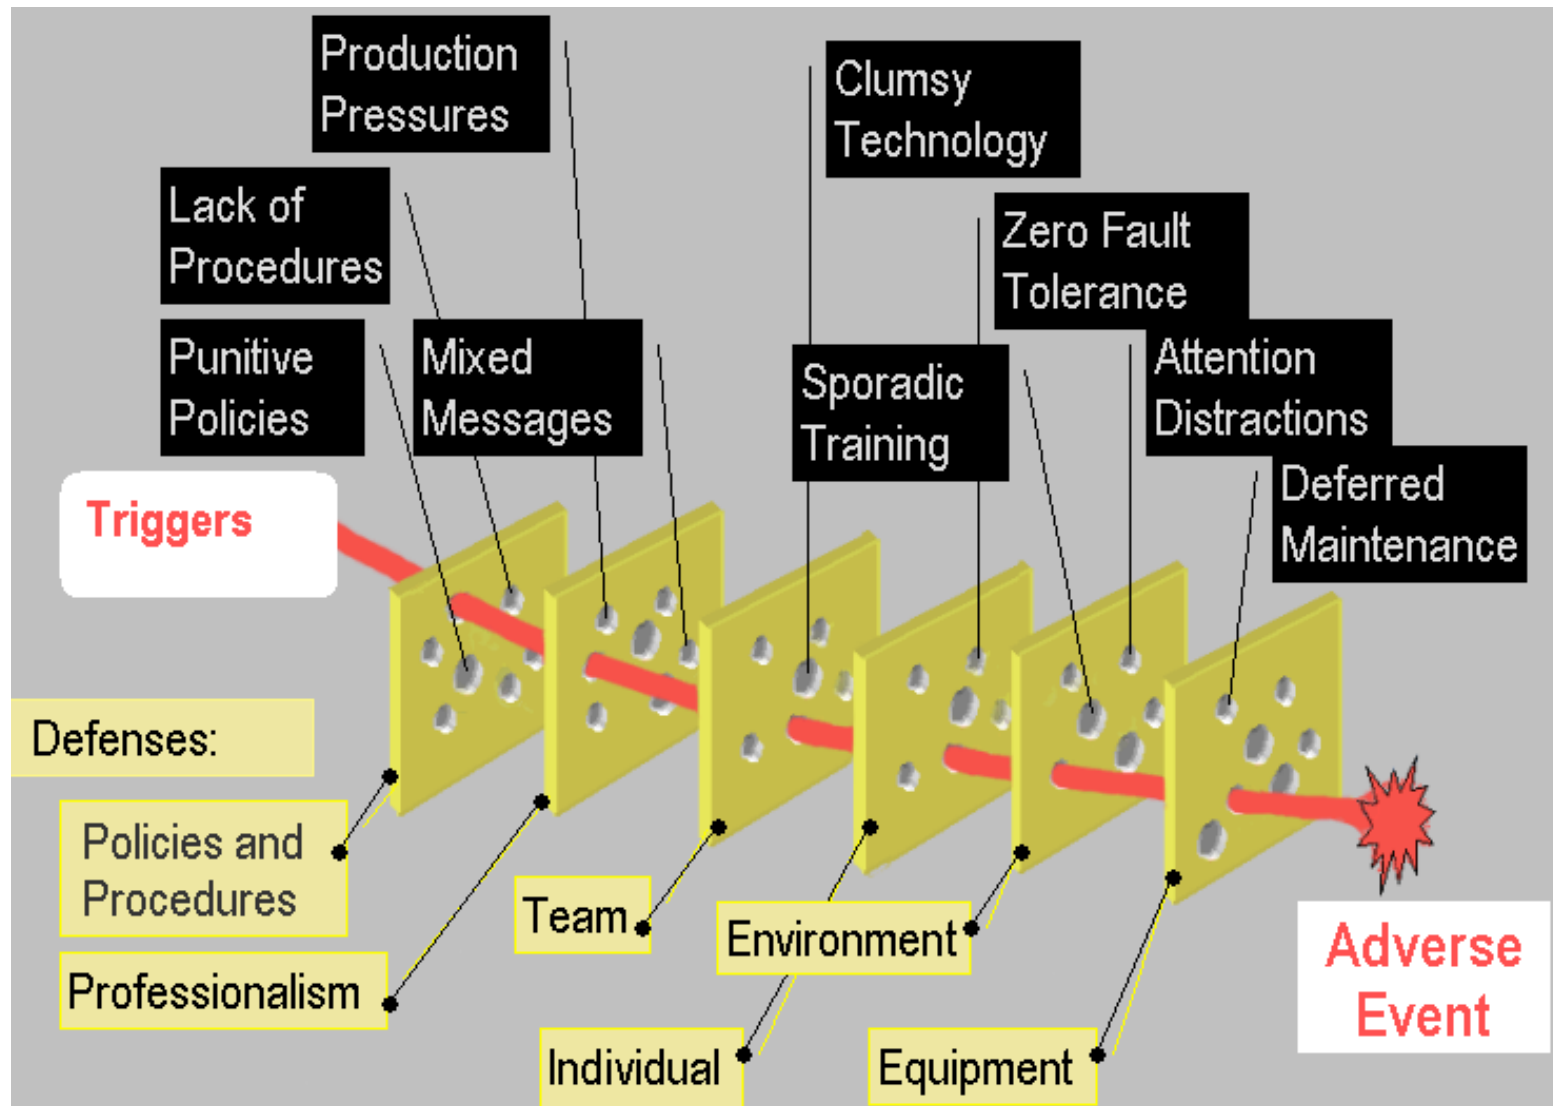 Production
Pressures
Clumsy
Technology
Lack of
Procedures
Zero Fault
Tolerance
Punitive
Policies
Mixed
Messages
Sporadic
Training
Attention
Distractions
Deferred
Maintenance
Triggers
Defenses:
Policies and
Procedures
Professionalism
Team
Environment
Individual
Equipment
Adverse
Event